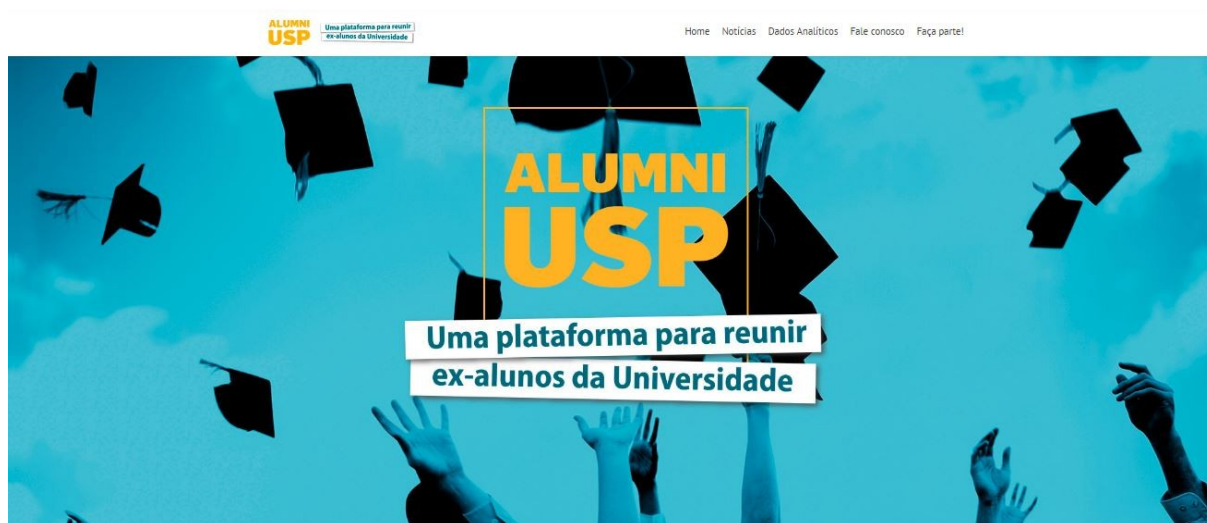 ALUMNI
USP
Uma plataforma para reunir
ex-alunos da Universidade
Home Notícias Dados Analíticos Fale conosco Faça parte!
ALUMNI
USP
Uma plataforma para reunir
ex-alunos da Universidade